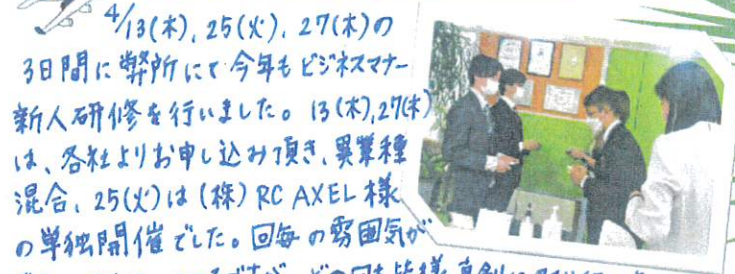 4/13(木), 25(火), 27(木)の
3日間に弊所にて今年もビジネスマナー
新人研修を行いました。13(木),27(木)
は、各社よりお申し込み頂き、異業種
混合、25(火)は(株)RC AXEL様
の単独開催でした。回毎の雰囲気が